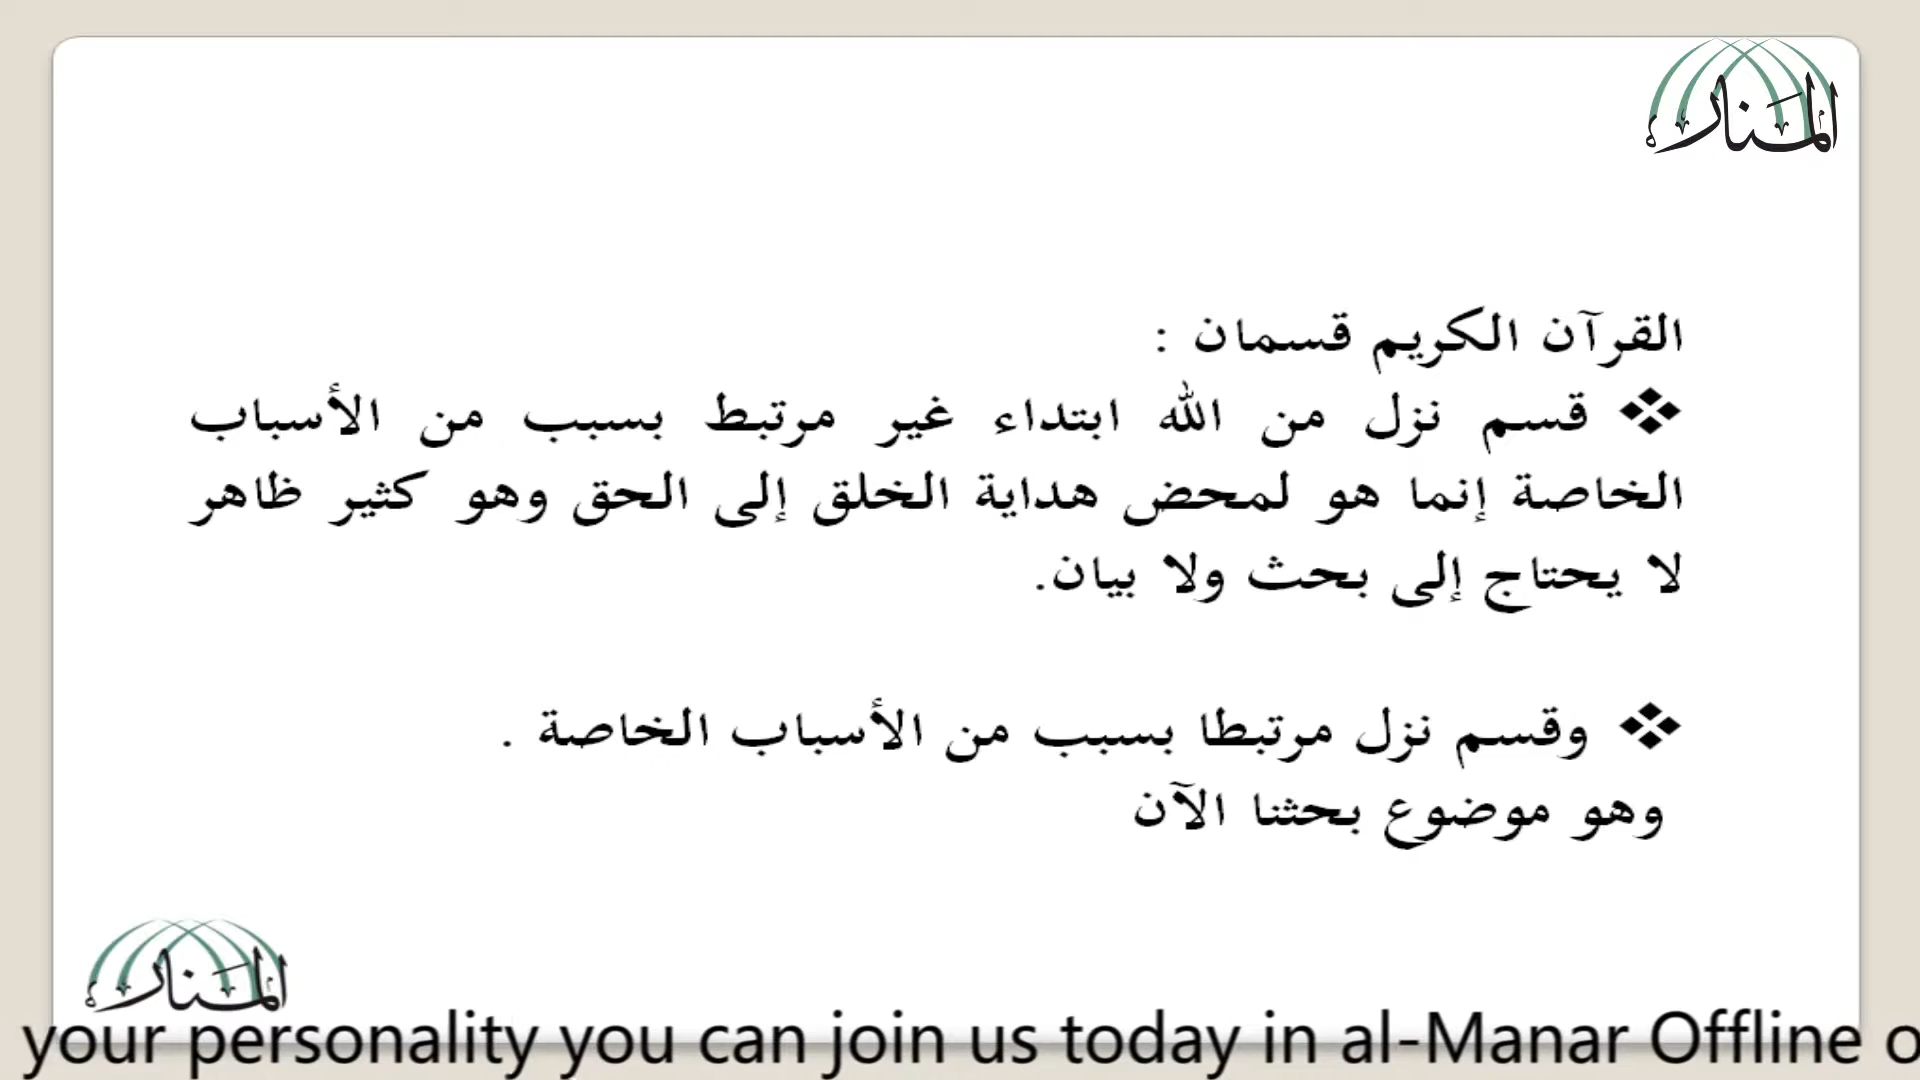 المنار
القرآن الكريم قسمان :
❖ قسم نزل من الله ابتداء غير مرتبط بسبب من الأسباب
الخاصة إنما هو لمحض هداية الخلق إلى الحق وهو كثير ظاهر
لا يحتاج إلى بحث ولا بيان.
❖ وقسم نزل مرتبطا بسبب من الأسباب الخاصة .
وهو موضوع بحثنا الآن
المنار
your personality you can join us today in al-Manar Offline o